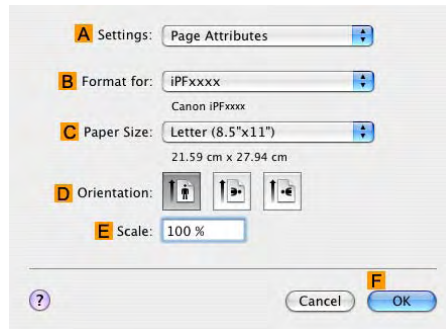 A Settings: Page Attributes
B Format for: iPFxxxx
Canon iPFxxxx
C Paper Size: Letter (8.5"x11")
21.59 cm x 27.94 cm
D Orientation:
E Scale: 100 %
F
? Cancel OK